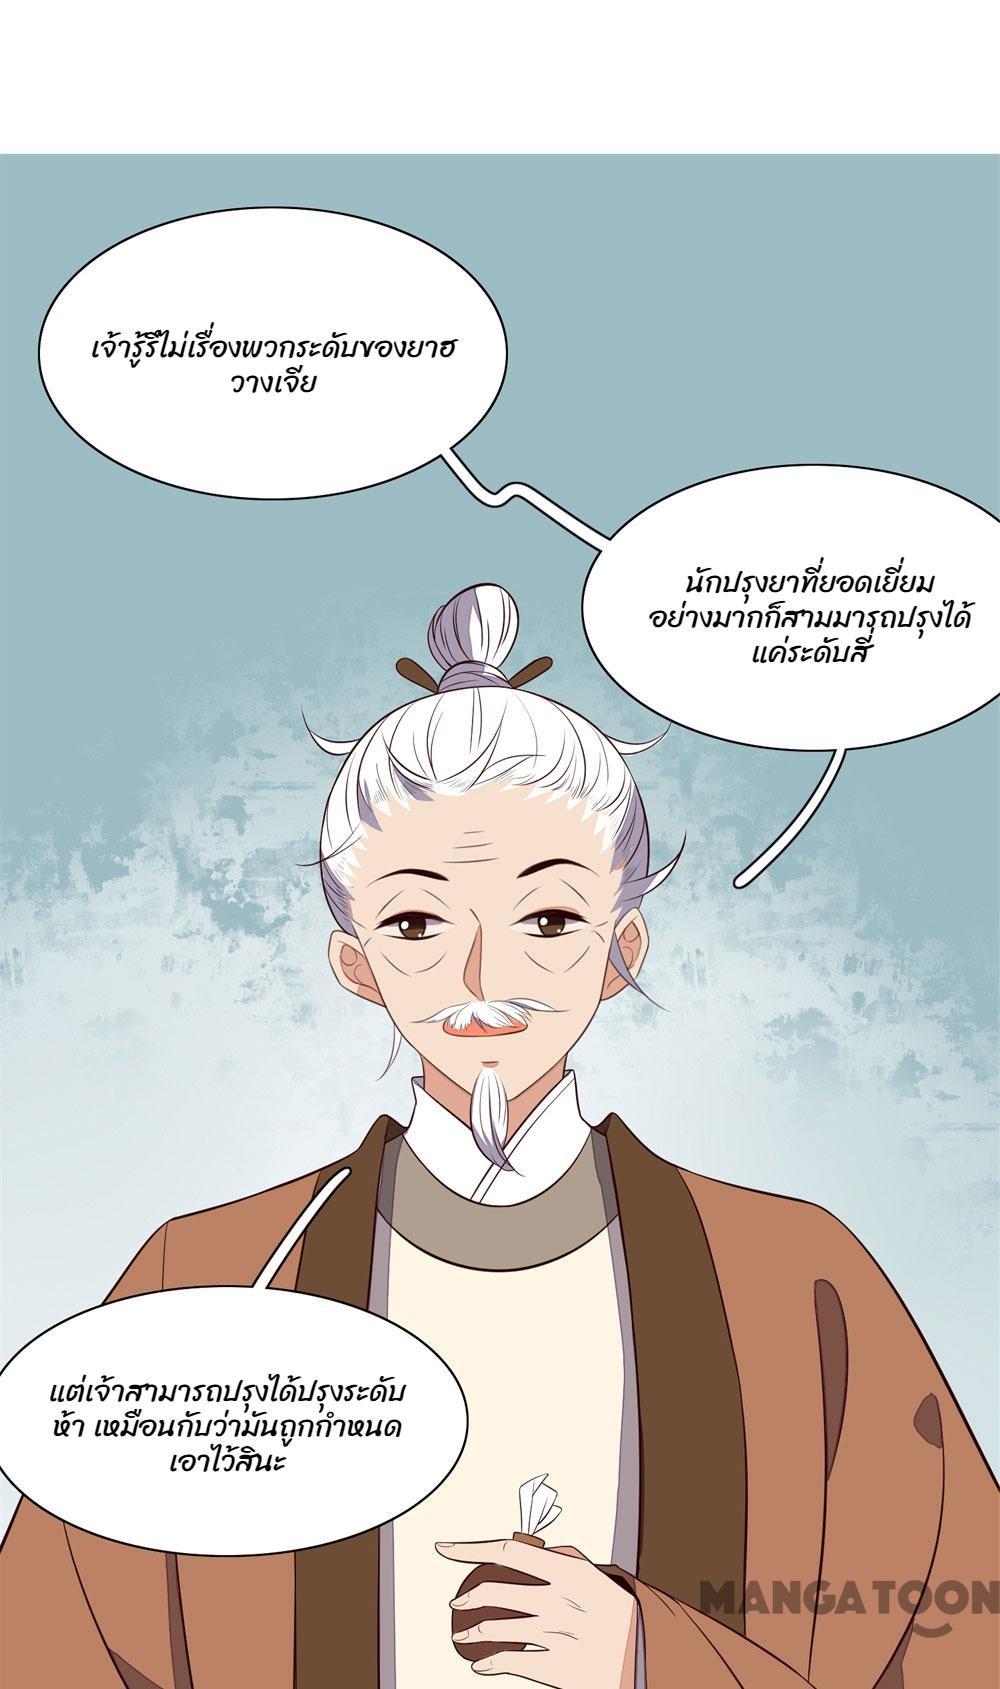 เจ้ารู้รึไม่เรื่องพวกระดับของยาฮ
วางเจีย
นักปรุงยาที่ยอดเยี่ยม
อย่างมากก็สามมารถปรุงได้
แค่ระดับสี่
แต่เจ้าสามารถปรุงได้ปรุงระดับ
ห้า เหมือนกับว่ามันถูกกำหนด
เอาไว้สินะ
MANGATOON